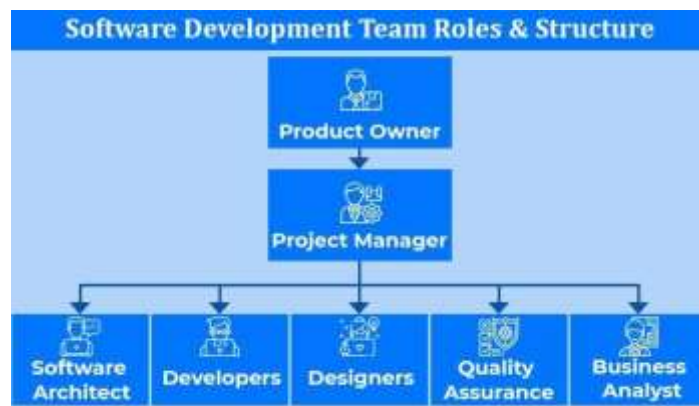 Software Development Team Roles & Structure
Product Owner
Project Manager
Software
Architect
Developers
Designers
Quality
Assurance
Business
Analyst